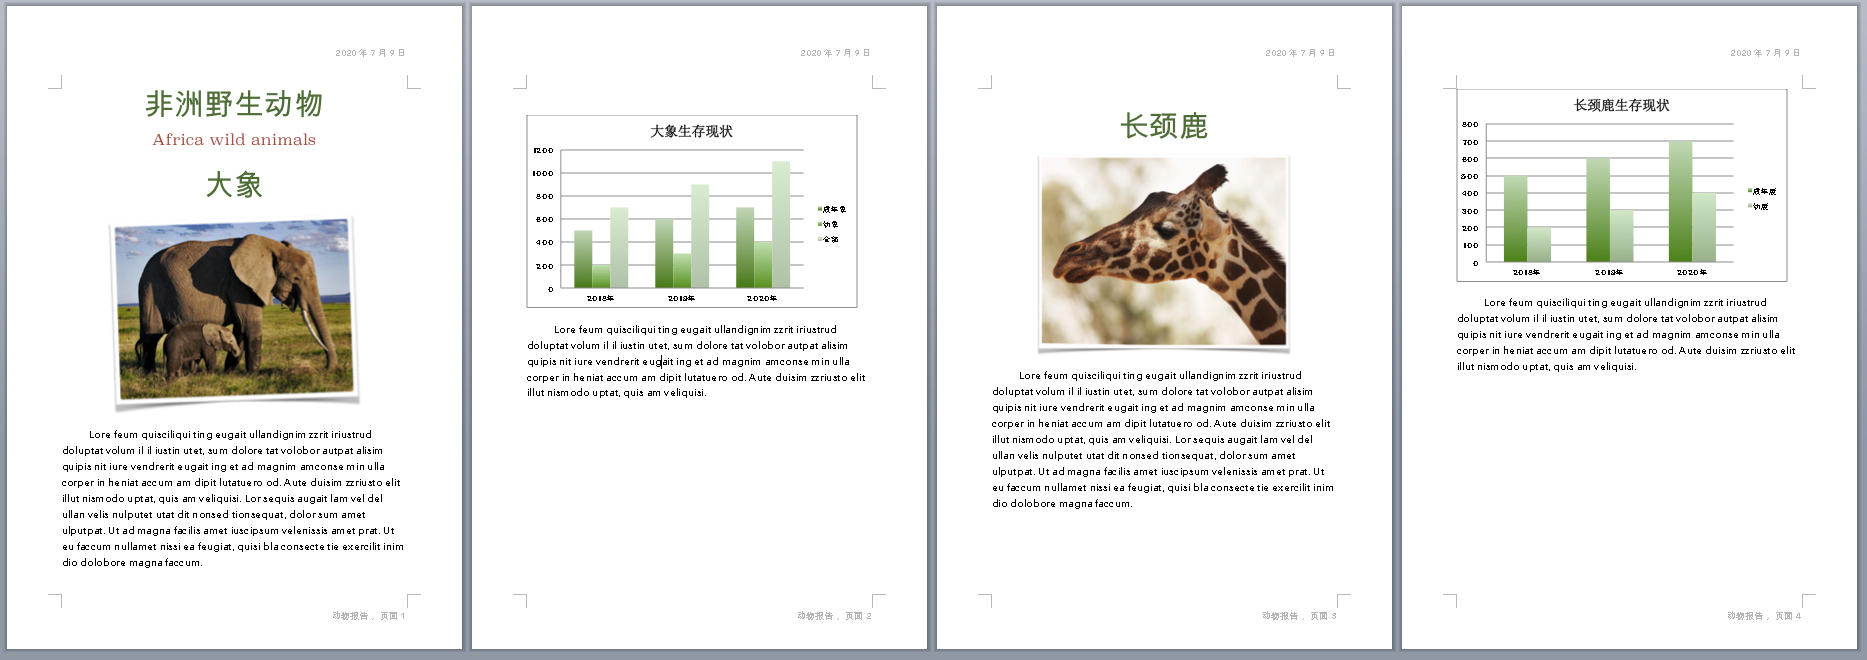 2020 年 7 月 9 日
非洲野生动物
Africa wild animals
大象
Lore feum quisciliqui ting eugait ullandignim zzrit iriustrud
doluptat volum il il iustin utet, sum dolore tat volobor autpat alisim
quipis nit iure vendrerit eugait ing et ad magnim amconse min ulla
corper in heniat accum am dipit lutatuero od. Aute duisim zzriusto elit
illut nismodo uptat, quis am veliquisi. Lor sequis augait lam vel del
ullan velis nulputet utat dit nonsed tionsequat, dolor sum amet
ulputpat. Ut ad magna facilis amet iuscipsum velenissis amet prat. Ut
eu faccum nullamet nissi ea feugiat, quisi bla consecte tie exercilit inim
dio dolobore magna faccum.
动物报告， 页面 1
2020 年 7 月 9 日
大象生存现状
1200
1000
800
600
400
200
0
2018年 2019年 2020年
成年象
幼象
全部
Lore feum quisciliqui ting eugait ullandignim zzrit iriustrud
doluptat volum il il iustin utet, sum dolore tat volobor autpat alisim
quipis nit iure vendrerit eugait ing et ad magnim amconse min ulla
corper in heniat accum am dipit lutatuero od. Aute duisim zzriusto elit
illut nismodo uptat, quis am veliquisi.
动物报告， 页面 2
2020 年 7 月 9 日
长颈鹿
Lore feum quisciliqui ting eugait ullandignim zzrit iriustrud
doluptat volum il il iustin utet, sum dolore tat volobor autpat alisim
quipis nit iure vendrerit eugait ing et ad magnim amconse min ulla
corper in heniat accum am dipit lutatuero od. Aute duisim zzriusto elit
illut nismodo uptat, quis am veliquisi. Lor sequis augait lam vel del
ullan velis nulputet utat dit nonsed tionsequat, dolor sum amet
ulputpat. Ut ad magna facilis amet iuscipsum velenissis amet prat. Ut
eu faccum nullamet nissi ea feugiat, quisi bla consecte tie exercilit inim
dio dolobore magna faccum.
动物报告， 页面 3
2020 年 7 月 9 日
长颈鹿生存现状
800
700
600
500
400
300
200
100
0
2018年 2019年 2020年
成年鹿
幼鹿
Lore feum quisciliqui ting eugait ullandignim zzrit iriustrud
doluptat volum il il iustin utet, sum dolore tat volobor autpat alisim
quipis nit iure vendrerit eugait ing et ad magnim amconse min ulla
corper in heniat accum am dipit lutatuero od. Aute duisim zzriusto elit
illut nismodo uptat, quis am veliquisi.
动物报告， 页面 4